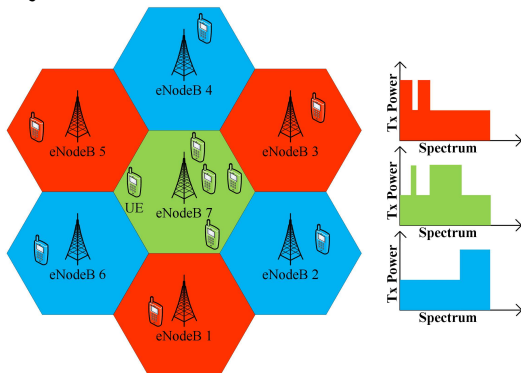 eNodeB 4
eNodeB 5
eNodeB 3
UE
eNodeB 7
eNodeB 6
eNodeB 2
eNodeB 1
Tx Power
Spectrum
Tx Power
Spectrum
Tx Power
Spectrum